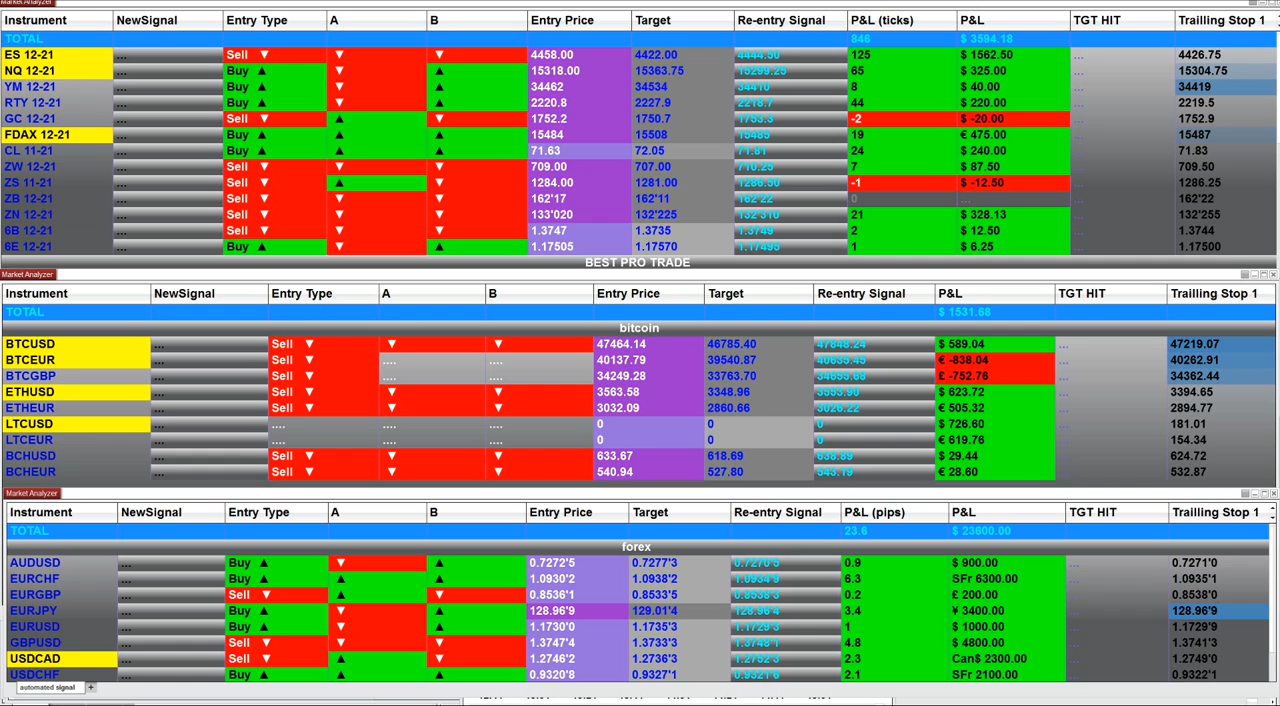 Market Analyzer
Instrument NewSignal Entry Type A B Entry Price Target Re-entry Signal P&L (ticks) P&L TGT HIT Trailling Stop 1
TOTAL 846 $ 3594.18
ES 12-21 ... Sell ▼ ▼ ▼ 4458.00 4422.00 4444.50 125 $ 1562.50 ... 4426.75
NQ 12-21 ... Buy ▲ ▼ ▲ 15318.00 15363.75 15299.25 65 $ 325.00 ... 15304.75
YM 12-21 ... Buy ▲ ▼ ▲ 34462 34534 34410 8 $ 40.00 ... 34419
RTY 12-21 ... Buy ▲ ▼ ▲ 2220.8 2227.9 2218.7 44 $ 220.00 ... 2219.5
GC 12-21 ... Sell ▼ ▲ ▼ 1752.2 1750.7 1753.3 -2 $ -20.00 ... 1752.9
FDAX 12-21 ... Buy ▲ ▲ ▲ 15484 15508 15485 19 € 475.00 ... 15487
CL 11-21 ... Buy ▲ ▲ ▲ 71.63 72.05 71.81 24 $ 240.00 ... 71.83
ZW 12-21 ... Sell ▼ ▼ ▼ 709.00 707.00 710.25 7 $ 87.50 ... 709.50
ZS 11-21 ... Sell ▼ ▲ ▼ 1284.00 1281.00 1286.50 -1 $ -12.50 ... 1286.25
ZB 12-21 ... Sell ▼ ▼ ▼ 162'17 162'11 162'22 0 ... ... 162'22
ZN 12-21 ... Sell ▼ ▼ ▼ 133'020 132'225 132'310 21 $ 328.13 ... 132'255
6B 12-21 ... Sell ▼ ▼ ▼ 1.3747 1.3735 1.3749 2 $ 12.50 ... 1.3744
6E 12-21 ... Buy ▲ ▼ ▲ 1.17505 1.17570 1.17495 1 $ 6.25 ... 1.17500
BEST PRO TRADE
Market Analyzer
Instrument NewSignal Entry Type A B Entry Price Target Re-entry Signal P&L TGT HIT Trailling Stop 1
TOTAL $ 1531.68
bitcoin
BTCUSD ... Sell ▼ ▼ ▼ 47464.14 46785.40 47848.24 $ 589.04 ... 47219.07
BTCEUR ... Sell ▼ .... .... 40137.79 39540.87 40635.45 € -838.04 ... 40262.91
BTCGBP ... Sell ▼ .... .... 34249.28 33763.70 £ -752.76 ... 34362.44
ETHUSD ... Sell ▼ ▼ ▼ 3563.58 3348.96 3553.90 $ 623.72 ... 3394.65
ETHEUR ... Sell ▼ ▼ ▼ 3032.09 2860.66 3026.22 € 505.32 ... 2894.77
LTCUSD ... .... .... .... 0 0 0 $ 726.60 ... 181.01
LTCEUR ... .... .... .... 0 0 0 € 619.76 ... 154.34
BCHUSD ... Sell ▼ ▼ ▼ 633.67 618.69 638.89 $ 29.44 ... 624.72
BCHEUR ... Sell ▼ ▼ ▼ 540.94 527.80 543.19 € 28.60 ... 532.87
Market Analyzer
Instrument NewSignal Entry Type A B Entry Price Target Re-entry Signal P&L (pips) P&L TGT HIT Trailling Stop 1
TOTAL 23.6 $ 23600.00
forex
AUDUSD ... Buy ▲ ▼ ▲ 0.7272'5 0.7277'3 0.7270'5 0.9 $ 900.00 ... 0.7271'0
EURCHF ... Buy ▲ ▲ ▲ 1.0930'2 1.0938'2 1.0934'9 6.3 SFr 6300.00 ... 1.0935'1
EURGBP ... Sell ▼ ▲ ▼ 0.8536'1 0.8533'5 0.8538'3 0.2 £ 200.00 ... 0.8538'0
EURJPY ... Buy ▲ ▼ ▲ 128.96'9 129.01'4 128.96'4 3.4 ¥ 3400.00 ... 128.96'9
EURUSD ... Buy ▲ ▼ ▲ 1.1730'0 1.1735'3 1.1729'3 1 $ 1000.00 ... 1.1729'9
GBPUSD ... Sell ▼ ▼ ▼ 1.3747'4 1.3733'3 1.3748'1 4.8 $ 4800.00 ... 1.3741'3
USDCAD ... Sell ▼ ▲ ▼ 1.2746'2 1.2736'3 1.2752'3 2.3 Can$ 2300.00 ... 1.2749'0
USDCHF ... Buy ▲ ▲ ▲ 0.9320'8 0.9327'1 0.9321'6 2.1 SFr 2100.00 ... 0.9322'1
automated signal +